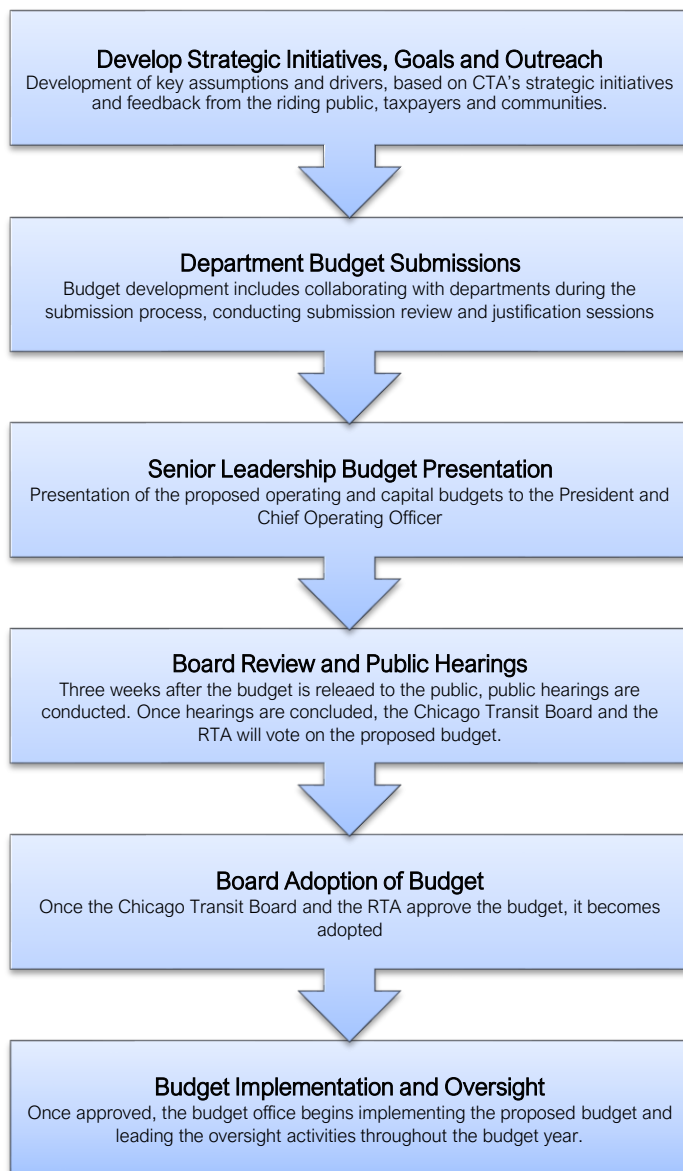 Develop Strategic Initiatives, Goals and Outreach
Development of key assumptions and drivers, based on CTA's strategic initiatives
and feedback from the riding public, taxpayers and communities.
Department Budget Submissions
Budget development includes collaborating with departments during the
submission process, conducting submission review and justification sessions
Senior Leadership Budget Presentation
Presentation of the proposed operating and capital budgets to the President and
Chief Operating Officer
Board Review and Public Hearings
Three weeks after the budget is releaed to the public, public hearings are
conducted. Once hearings are concluded, the Chicago Transit Board and the
RTA will vote on the proposed budget.
Board Adoption of Budget
Once the Chicago Transit Board and the RTA approve the budget, it becomes
adopted
Budget Implementation and Oversight
Once approved, the budget office begins implementing the proposed budget and
leading the oversight activities throughout the budget year.